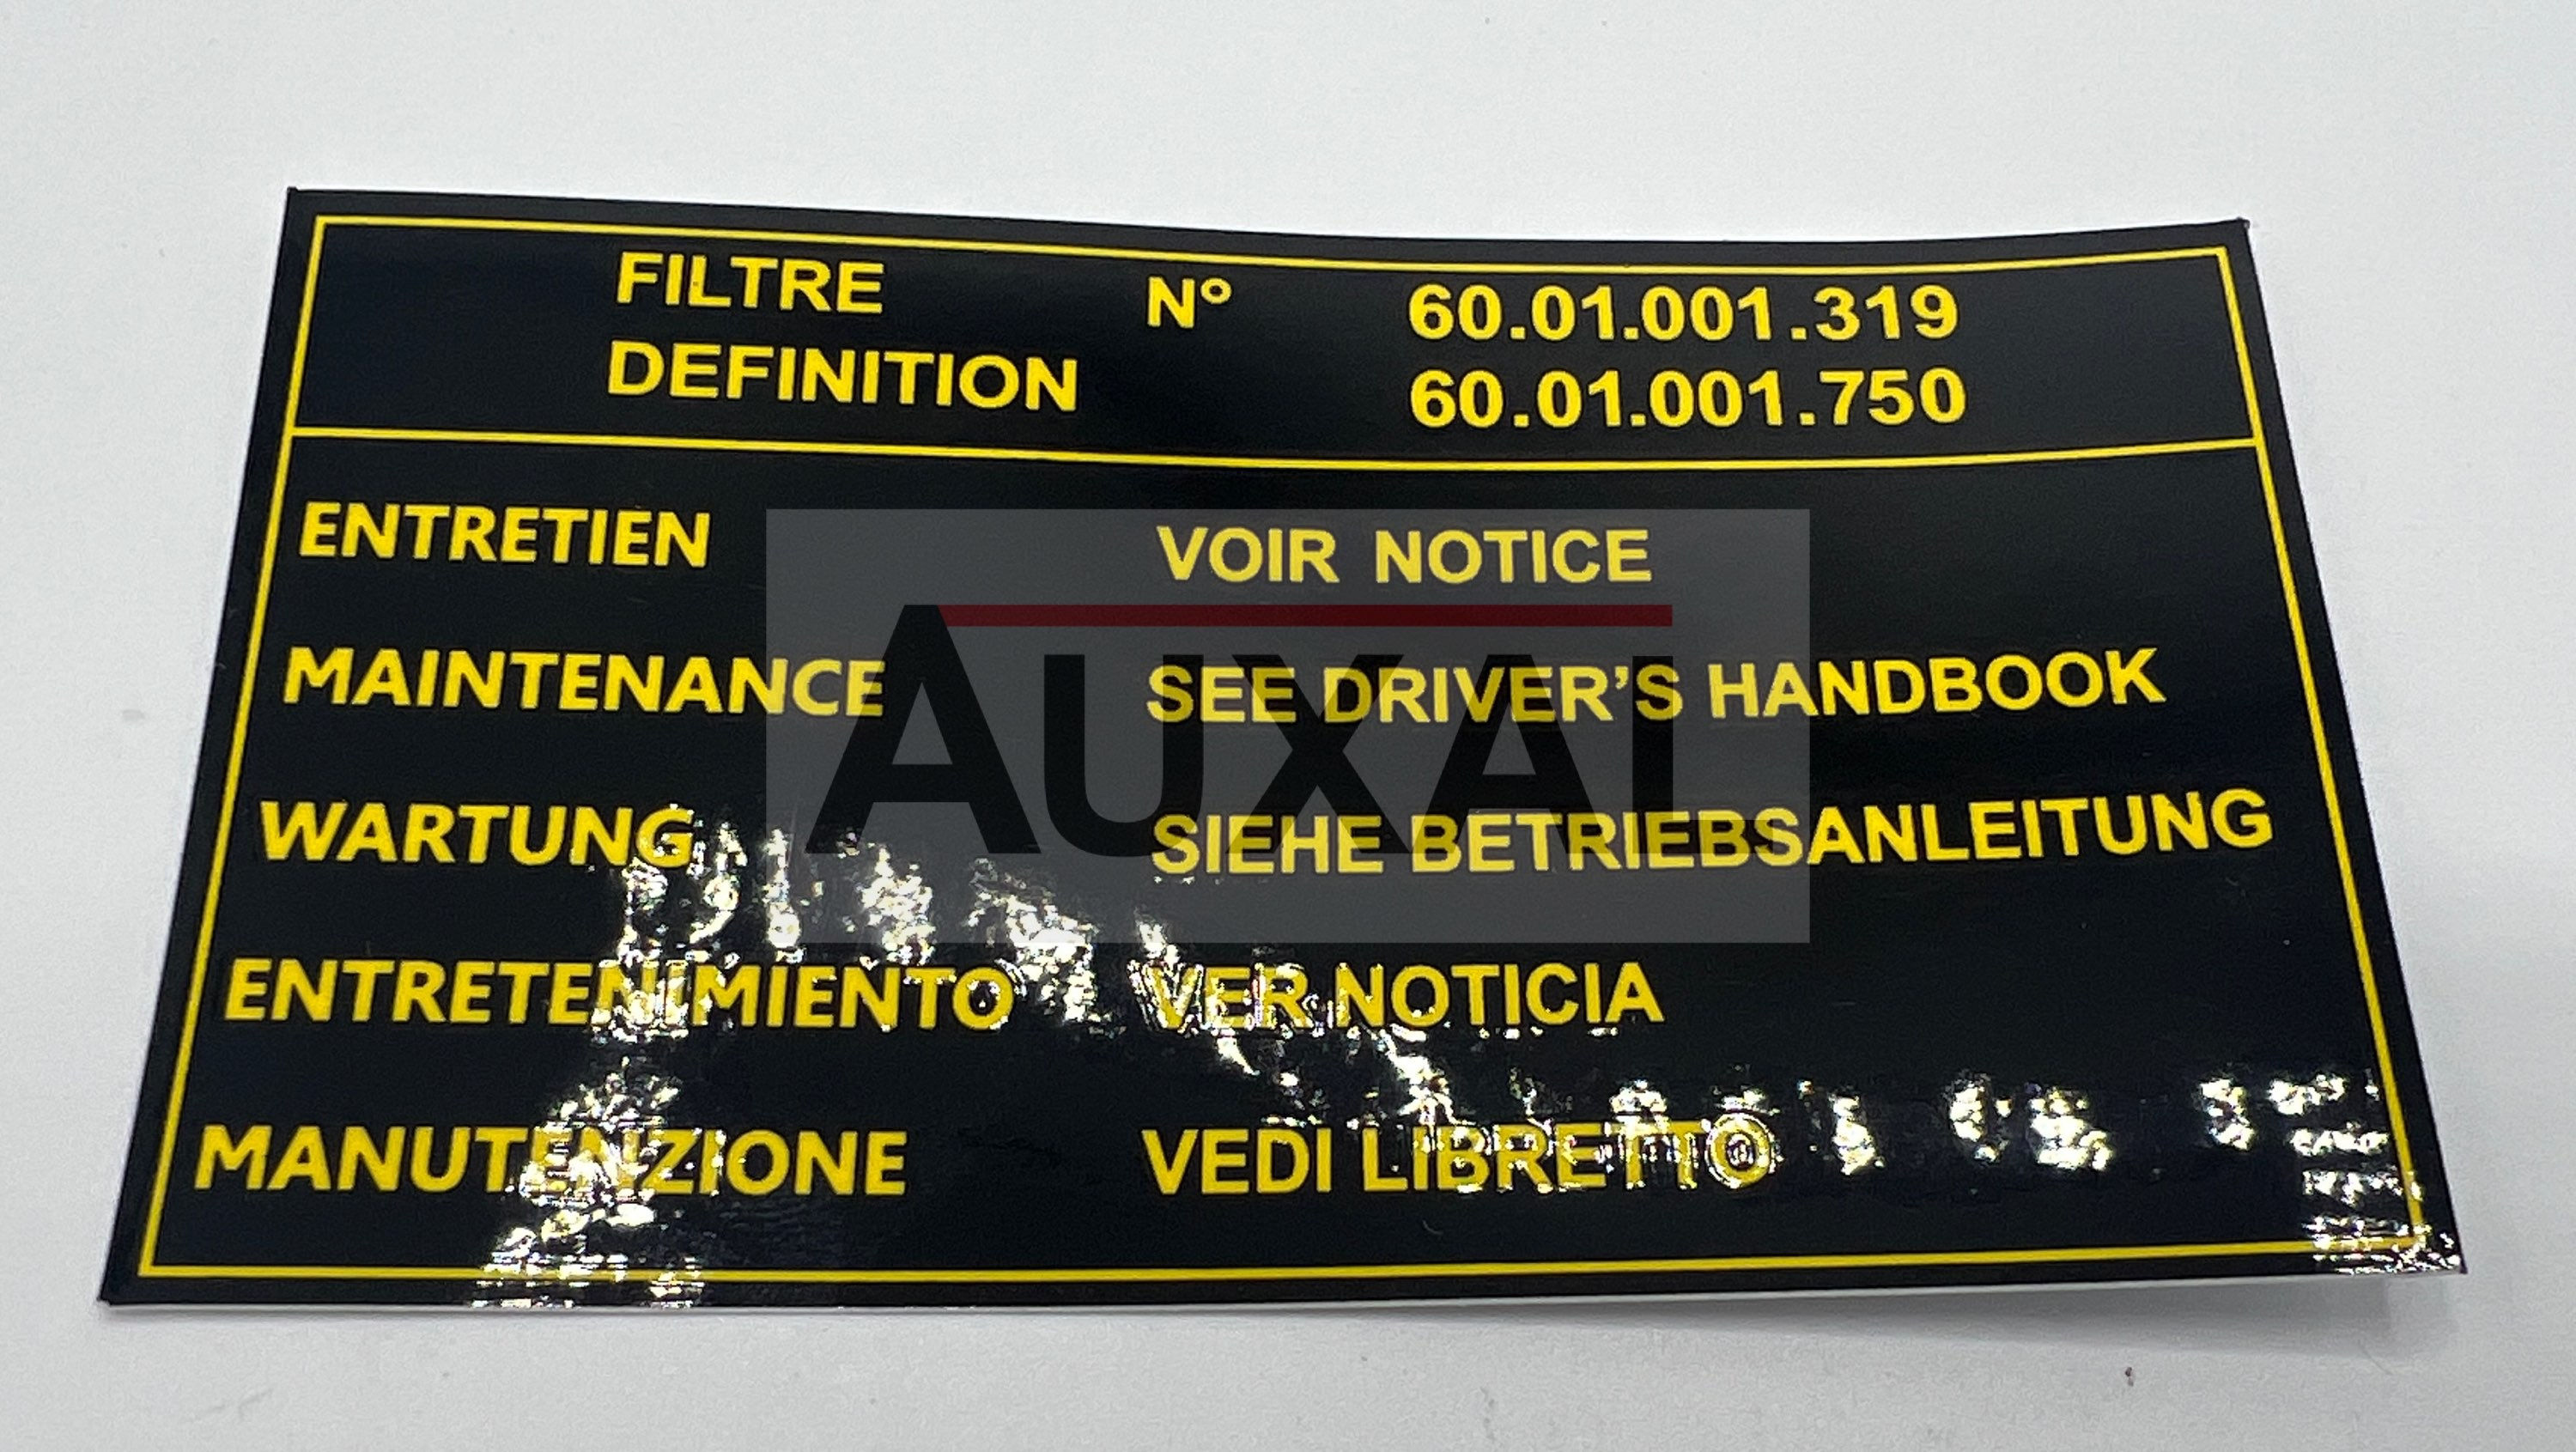 FILTRE N° 60.01.001.319
DEFINITION 60.01.001.750
ENTRETIEN VOIR NOTICE
MAINTENANCE SEE DRIVER'S HANDBOOK
WARTUNG SIEHE BETRIEBSANLEITUNG
ENTRETENIMIENTO VER NOTICIA
MANUTENZIONE VEDI LIBRETTO
AUXAL